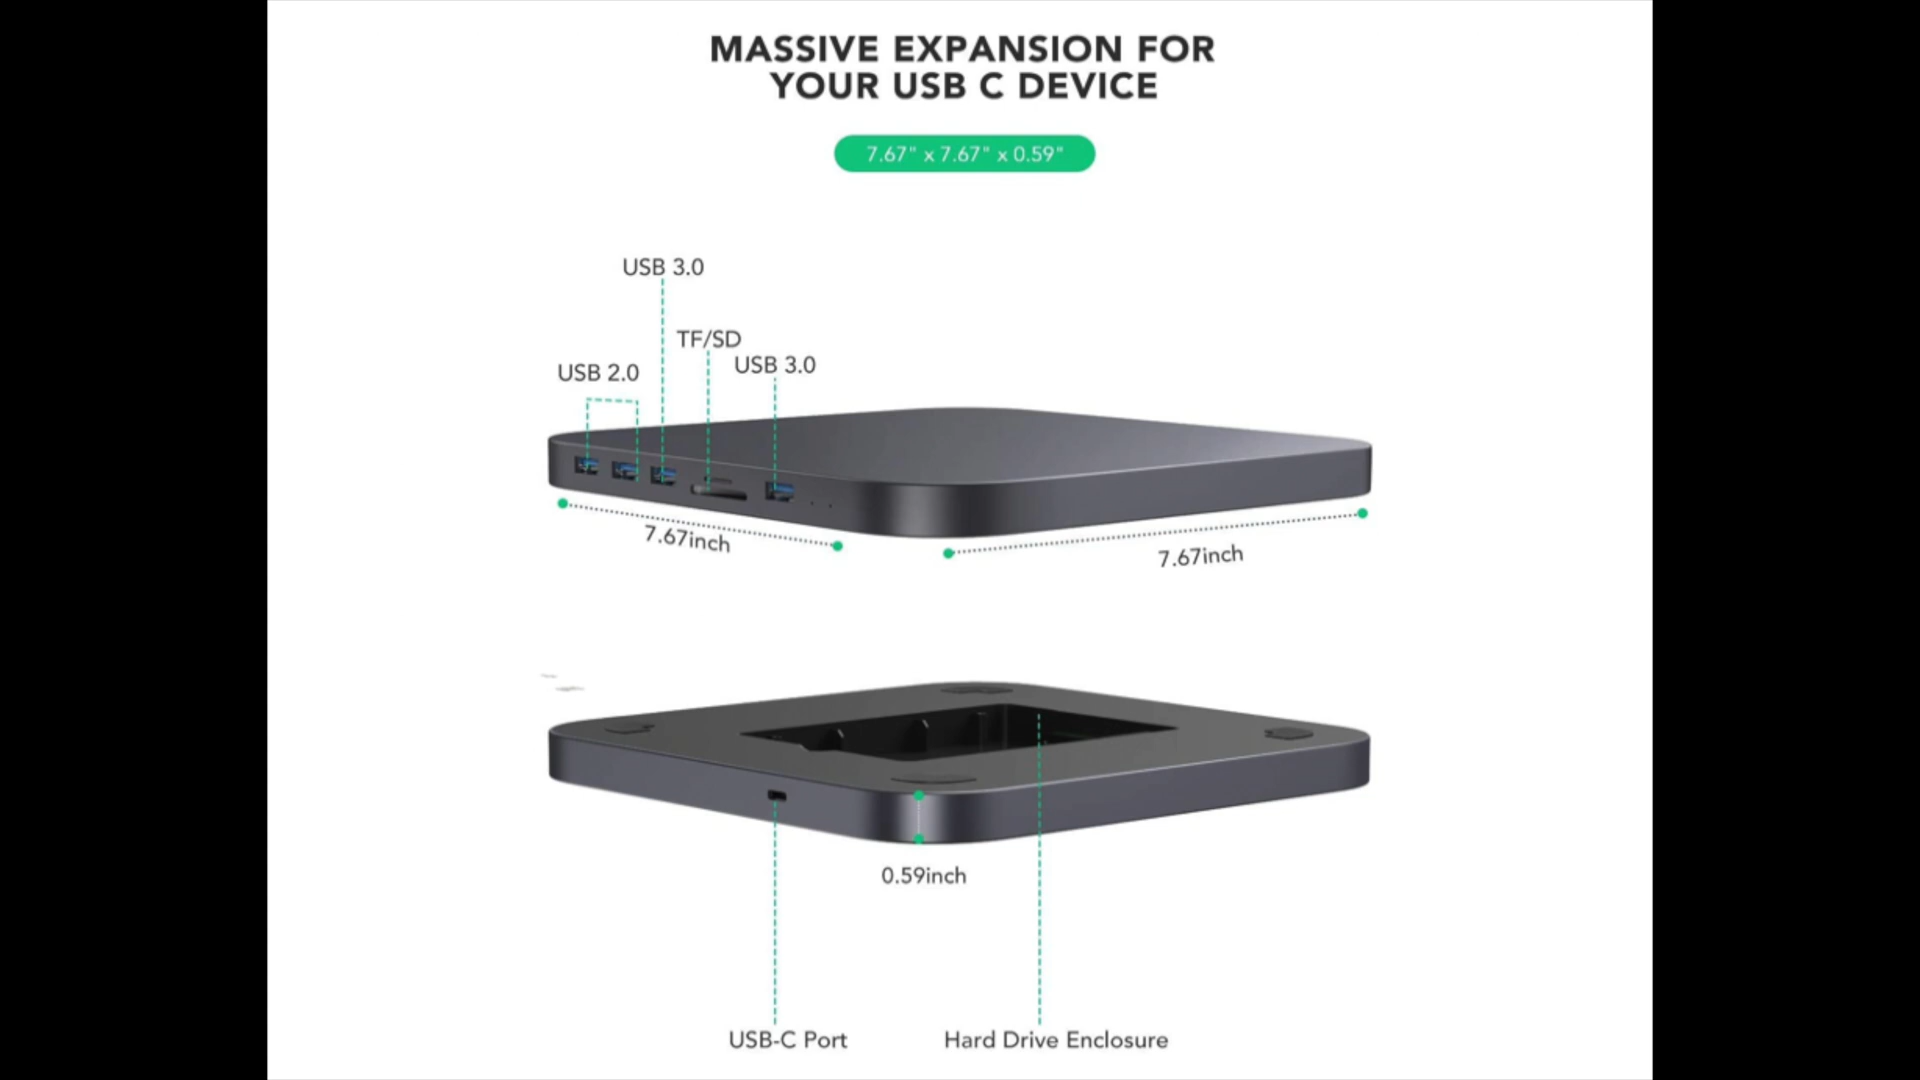 MASSIVE EXPANSION FOR
YOUR USB C DEVICE
7.67" x 7.67" x 0.59"
USB 3.0
TF/SD
USB 3.0
USB 2.0
7.67inch
7.67inch
0.59inch
USB-C Port
Hard Drive Enclosure